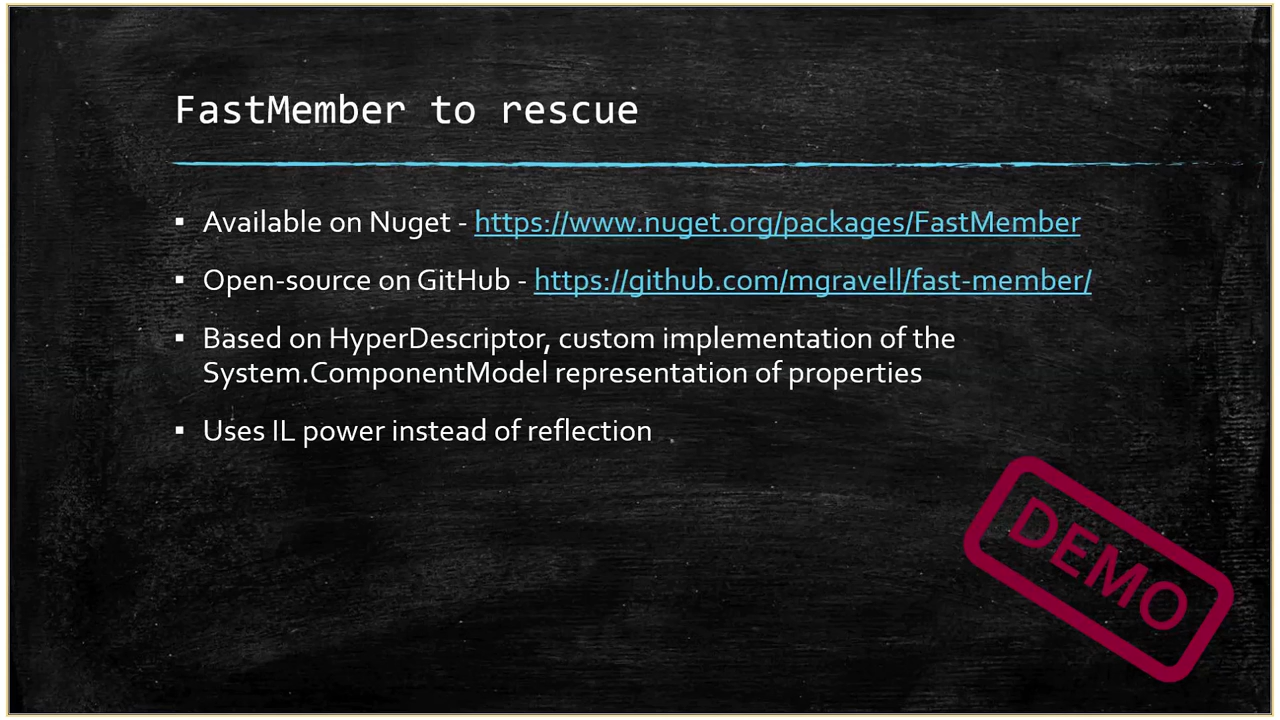 FastMember to rescue
▪ Available on Nuget - https://www.nuget.org/packages/FastMember
▪ Open-source on GitHub - https://github.com/mgravell/fast-member/
▪ Based on HyperDescriptor, custom implementation of the
System.ComponentModel representation of properties
▪ Uses IL power instead of reflection
DEMO